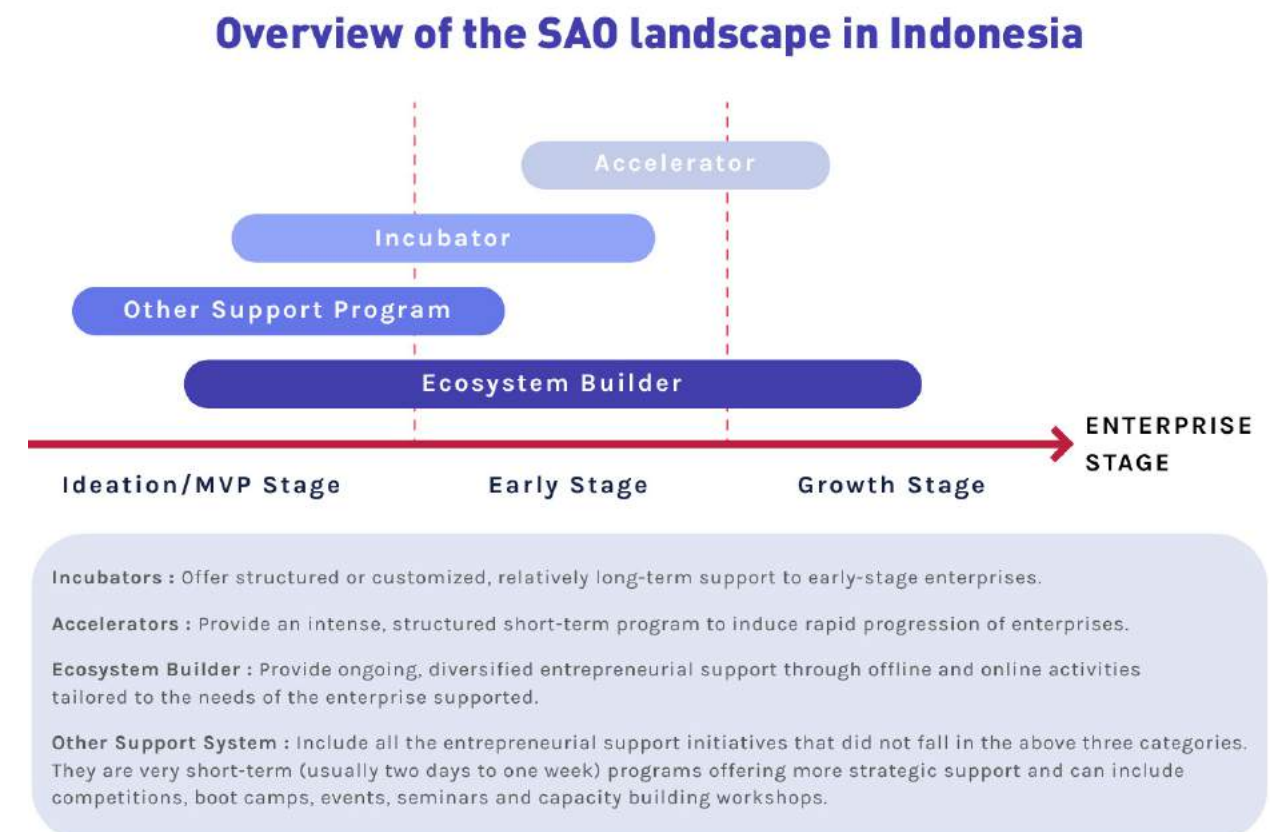 Overview of the SAO landscape in Indonesia
Accelerator
Incubator
Other Support Program
Ecosystem Builder
ENTERPRISE
STAGE
Ideation/MVP Stage
Early Stage
Growth Stage
Incubators : Offer structured or customized, relatively long-term support to early-stage enterprises.
Accelerators : Provide an intense, structured short-term program to induce rapid progression of enterprises.
Ecosystem Builder : Provide ongoing, diversified entrepreneurial support through offline and online activities
tailored to the needs of the enterprise supported.
Other Support System : Include all the entrepreneurial support initiatives that did not fall in the above three categories.
They are very short-term (usually two days to one week) programs offering more strategic support and can include
competitions, boot camps, events, seminars and capacity building workshops.